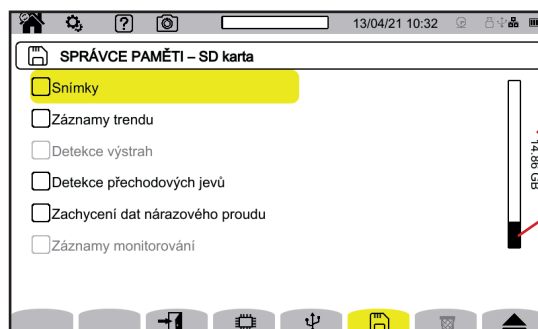 13/04/21 10:32
SPRÁVCE PAMĚTI – SD karta
Snímky
Záznamy trendu
Detekce výstrah
Detekce přechodových jevů
Zachycení dat nárazového proudu
Záznamy monitorování
14.86 GB